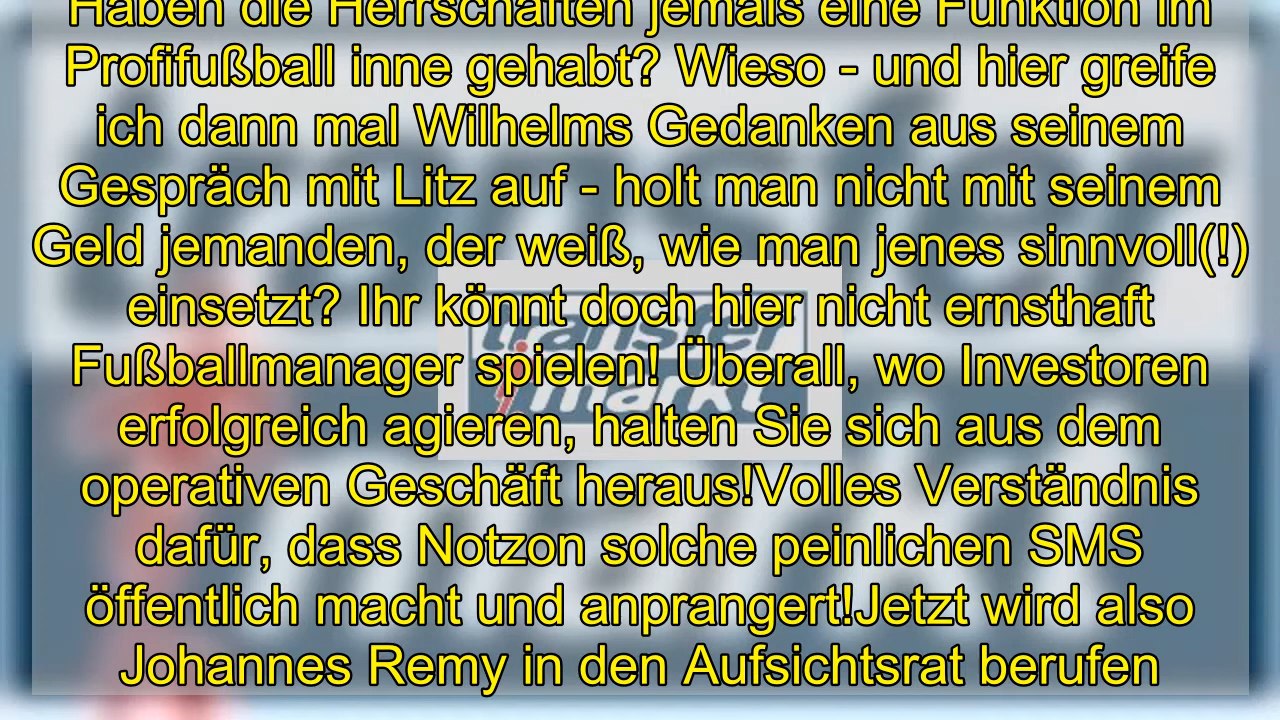 Haben die Herrschaften jemals eine Funktion im
Profifußball inne gehabt? Wieso - und hier greife
ich dann mal Wilhelms Gedanken aus seinem
Gespräch mit Litz auf - holt man nicht mit seinem
Geld jemanden, der weiß, wie man jenes sinnvoll(!)
einsetzt? Ihr könnt doch hier nicht ernsthaft
Fußballmanager spielen! Überall, wo Investoren
erfolgreich agieren, halten Sie sich aus dem
operativen Geschäft heraus!Volles Verständnis
dafür, dass Notzon solche peinlichen SMS
öffentlich macht und anprangert!Jetzt wird also
Johannes Remy in den Aufsichtsrat berufen
transfer
markt